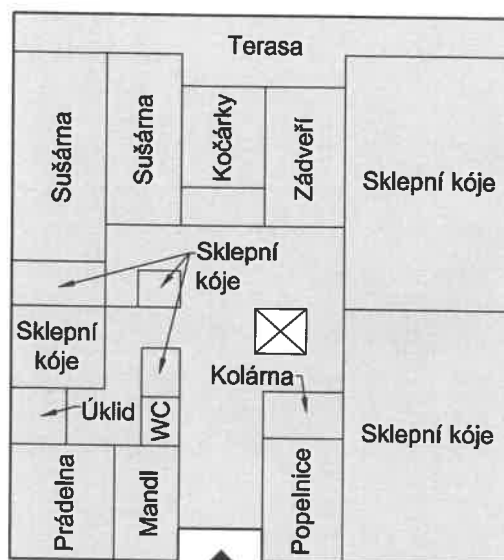 Terasa
Sušárna
Sušárna
Kočárky
Zádveří
Sklepní kóje
Sklepní
kóje
Sklepní
kóje
Kolárna
Úklid
WC
Sklepní kóje
Prádelna
Mandl
Popelnice